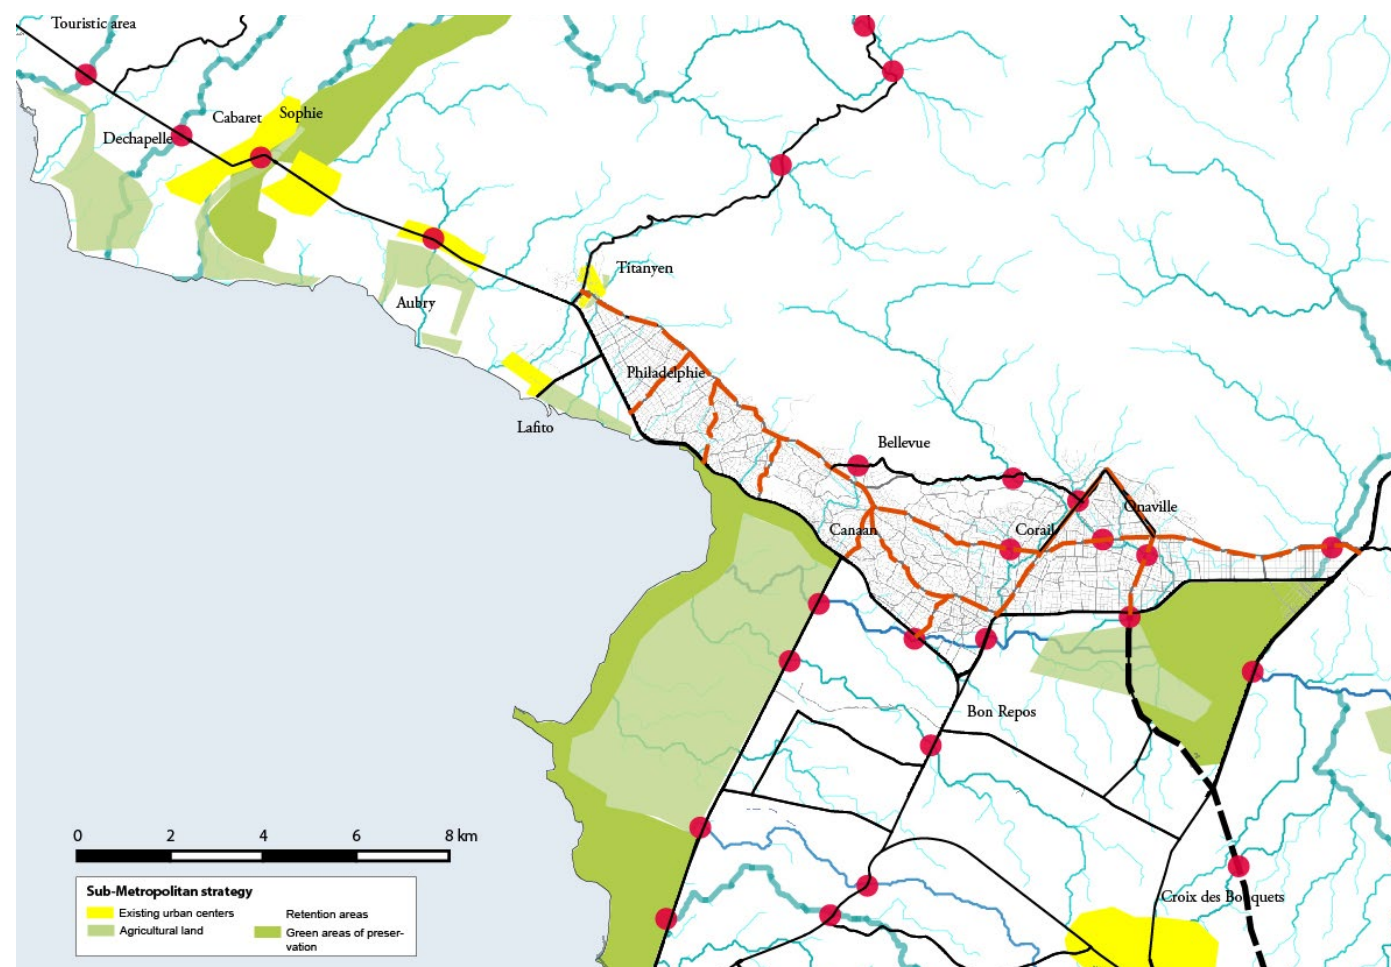 Touristic area
Cabaret
Sophie
Dechapelle
Titanyen
Aubry
Philadelphie
Lafito
Bellevue
Onaville
Canaan
Corail
Bon Repos
0 2 4 6 8 km
Sub-Metropolitan strategy
Existing urban centers
Retention areas
Agricultural land
Green areas of preser-
vation
Croix des Bouquets